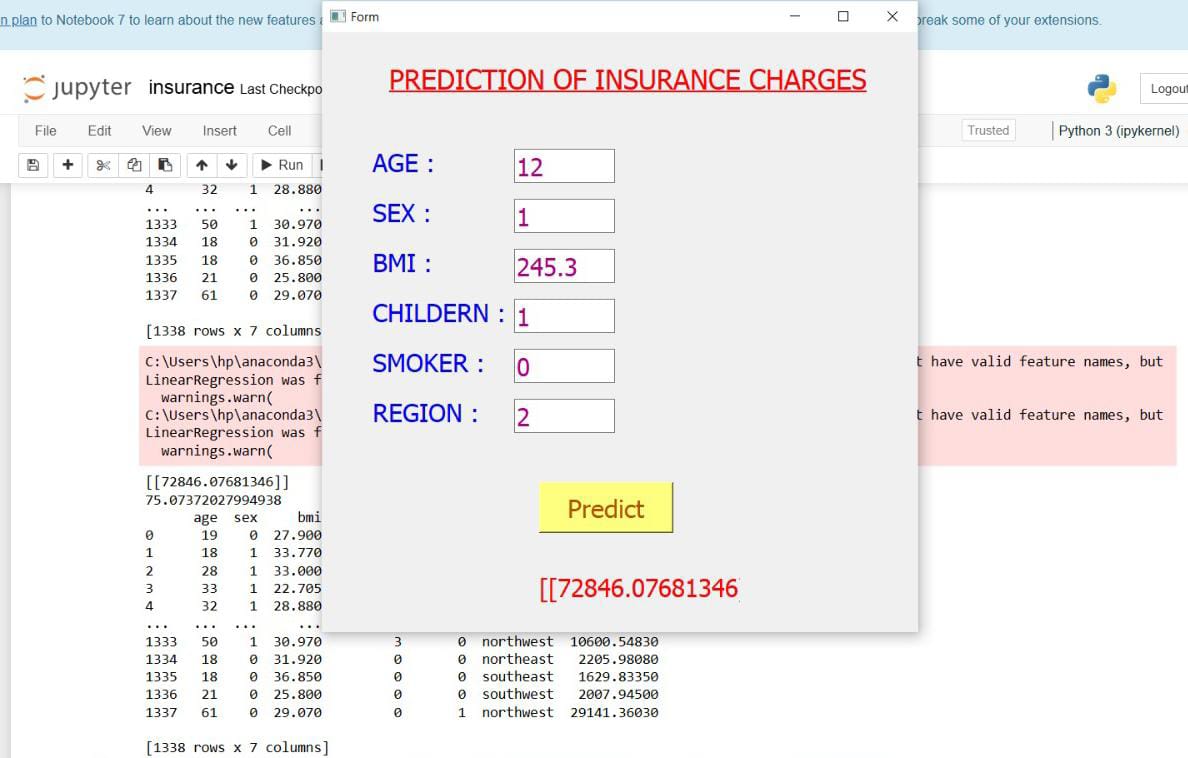 n plan to Notebook 7 to learn about the new features a
break some of your extensions.
Form
jupyter insurance Last Checkpo
Logout
File Edit View Insert Cell
Trusted Python 3 (ipykernel)
Run
PREDICTION OF INSURANCE CHARGES
AGE : 12
SEX : 1
BMI : 245.3
CHILDERN : 1
SMOKER : 0
REGION : 2
Predict
[[72846.07681346]
4 32 1 28.880
... ... ... ...
1333 50 1 30.970
1334 18 0 31.920
1335 18 0 36.850
1336 21 0 25.800
1337 61 0 29.070
[1338 rows x 7 columns
C:\Users\hp\anaconda3\ t have valid feature names, but
LinearRegression was f
warnings.warn(
C:\Users\hp\anaconda3\ t have valid feature names, but
LinearRegression was f
warnings.warn(
[[72846.07681346]]
75.07372027994938
age sex bmi
0 19 0 27.900
1 18 1 33.770
2 28 1 33.000
3 33 1 22.705
4 32 1 28.880
... ... ... ...
1333 50 1 30.970 3 0 northwest 10600.54830
1334 18 0 31.920 0 0 northeast 2205.98080
1335 18 0 36.850 0 0 southeast 1629.83350
1336 21 0 25.800 0 0 southwest 2007.94500
1337 61 0 29.070 0 1 northwest 29141.36030
[1338 rows x 7 columns]